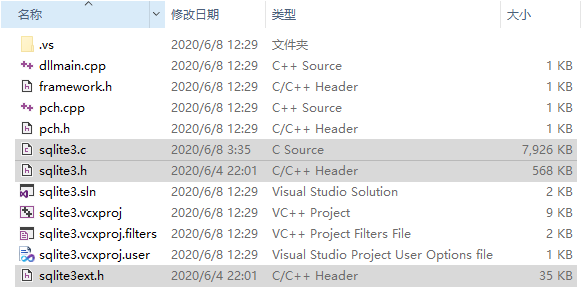 名称 修改日期 类型 大小
.vs 2020/6/8 12:29 文件夹
dllmain.cpp 2020/6/8 12:29 C++ Source 1 KB
framework.h 2020/6/8 12:29 C/C++ Header 1 KB
pch.cpp 2020/6/8 12:29 C++ Source 1 KB
pch.h 2020/6/8 12:29 C/C++ Header 1 KB
sqlite3.c 2020/6/8 3:35 C Source 7,926 KB
sqlite3.h 2020/6/4 22:01 C/C++ Header 568 KB
sqlite3.sln 2020/6/8 12:29 Visual Studio Solution 2 KB
sqlite3.vcxproj 2020/6/8 12:29 VC++ Project 9 KB
sqlite3.vcxproj.filters 2020/6/8 12:29 VC++ Project Filters File 2 KB
sqlite3.vcxproj.user 2020/6/8 12:29 Visual Studio Project User Options file 1 KB
sqlite3ext.h 2020/6/4 22:01 C/C++ Header 35 KB